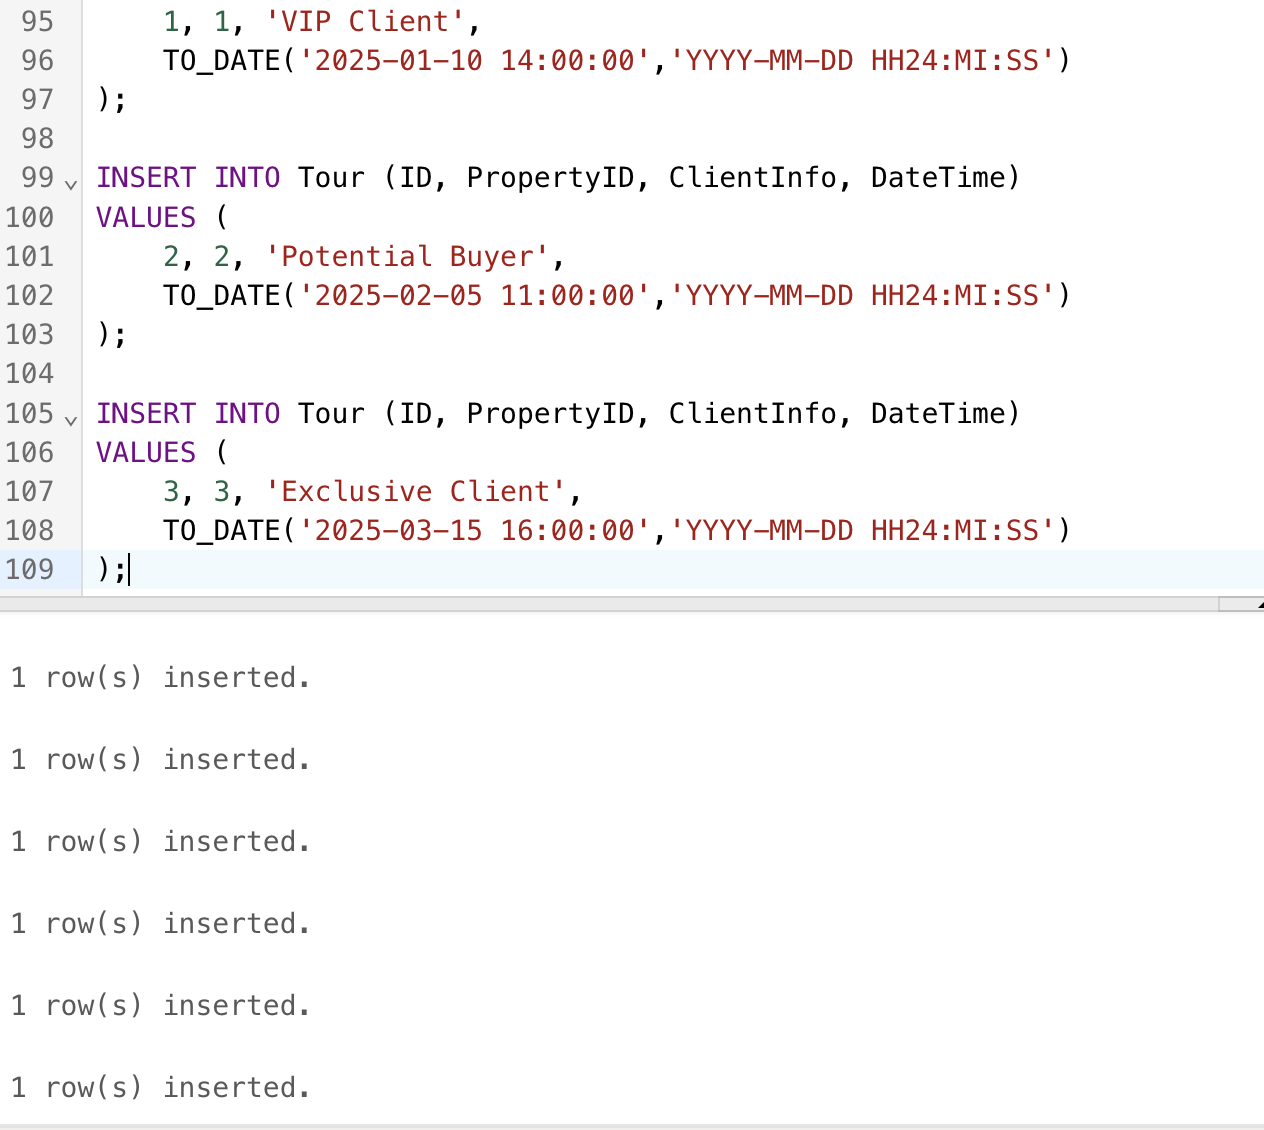 95 1, 1, 'VIP Client',
96 TO_DATE('2025-01-10 14:00:00','YYYY-MM-DD HH24:MI:SS')
97 );
98
99 INSERT INTO Tour (ID, PropertyID, ClientInfo, DateTime)
100 VALUES (
101 2, 2, 'Potential Buyer',
102 TO_DATE('2025-02-05 11:00:00','YYYY-MM-DD HH24:MI:SS')
103 );
104
105 INSERT INTO Tour (ID, PropertyID, ClientInfo, DateTime)
106 VALUES (
107 3, 3, 'Exclusive Client',
108 TO_DATE('2025-03-15 16:00:00','YYYY-MM-DD HH24:MI:SS')
109 );
1 row(s) inserted.
1 row(s) inserted.
1 row(s) inserted.
1 row(s) inserted.
1 row(s) inserted.
1 row(s) inserted.